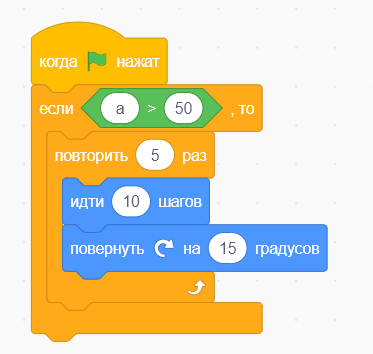 когда нажат
если a > 50 , то
повторить 5 раз
идти 10 шагов
повернуть на 15 градусов